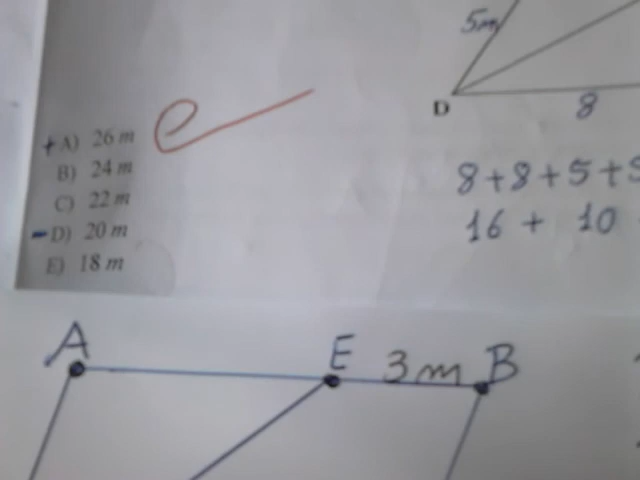 5m
D
8
+A) 26 m
B) 24 m
C) 22 m
-D) 20 m
E) 18 m
8+8+5+5
16 + 10
A E 3m B